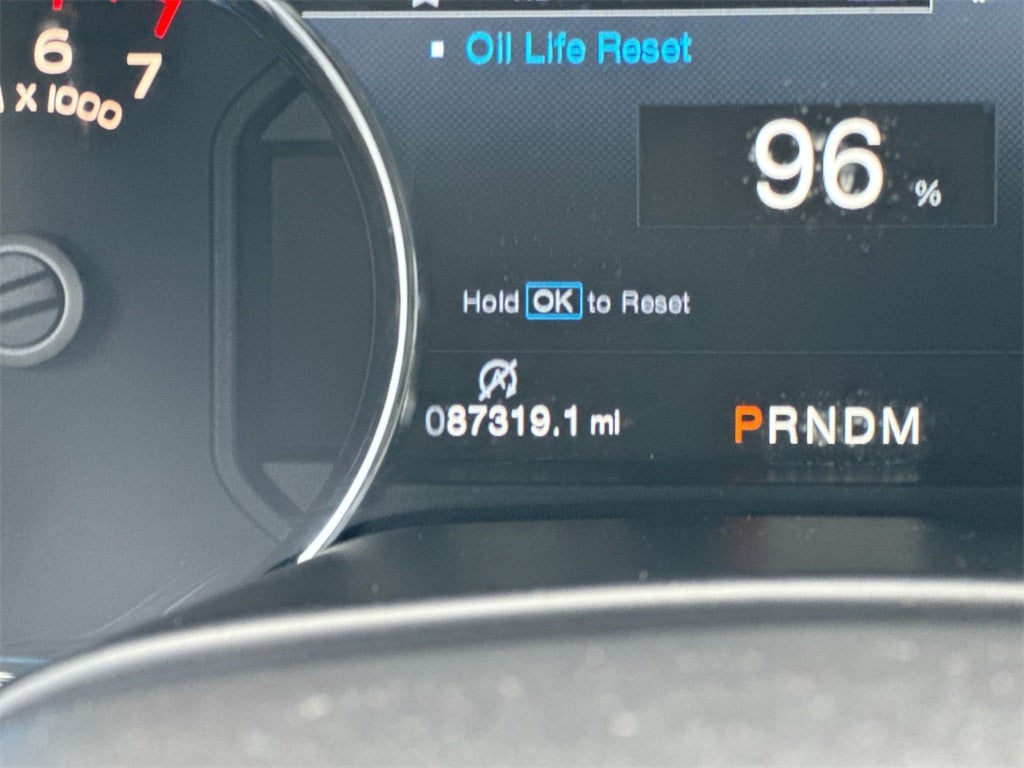 Oil Life Reset
6
7
X 1000
96 %
Hold OK to Reset
087319.1 mi
PRNDM